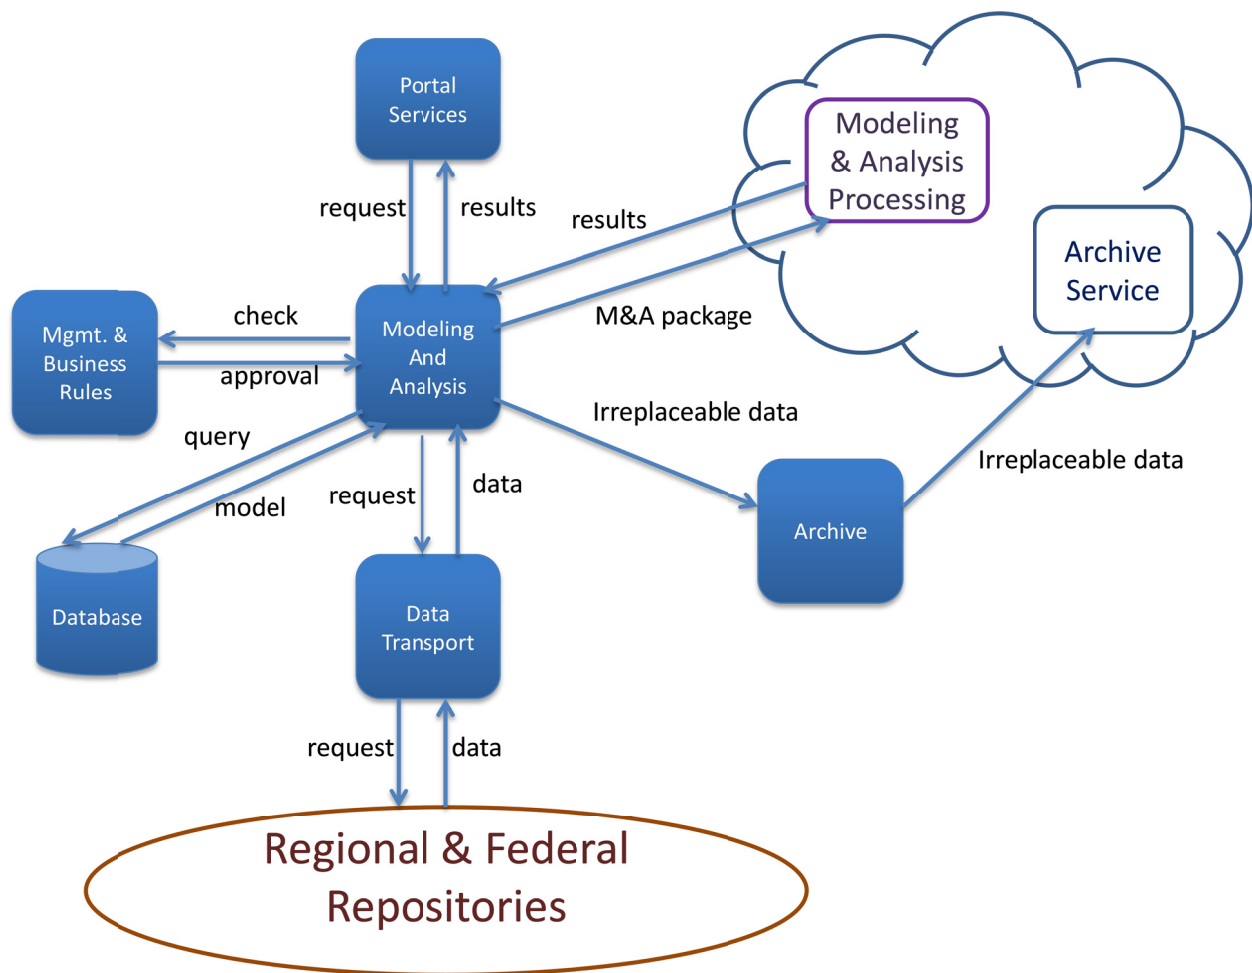 Portal
Services
Modeling
& Analysis
Processing
request
results
results
Archive
Service
check
Mgmt. &
Business
Rules
Modeling
And
Analysis
M&A package
approval
Irreplaceable data
query
Irreplaceable data
model
request
data
Archive
Database
Data
Transport
request
data
Regional & Federal
Repositories